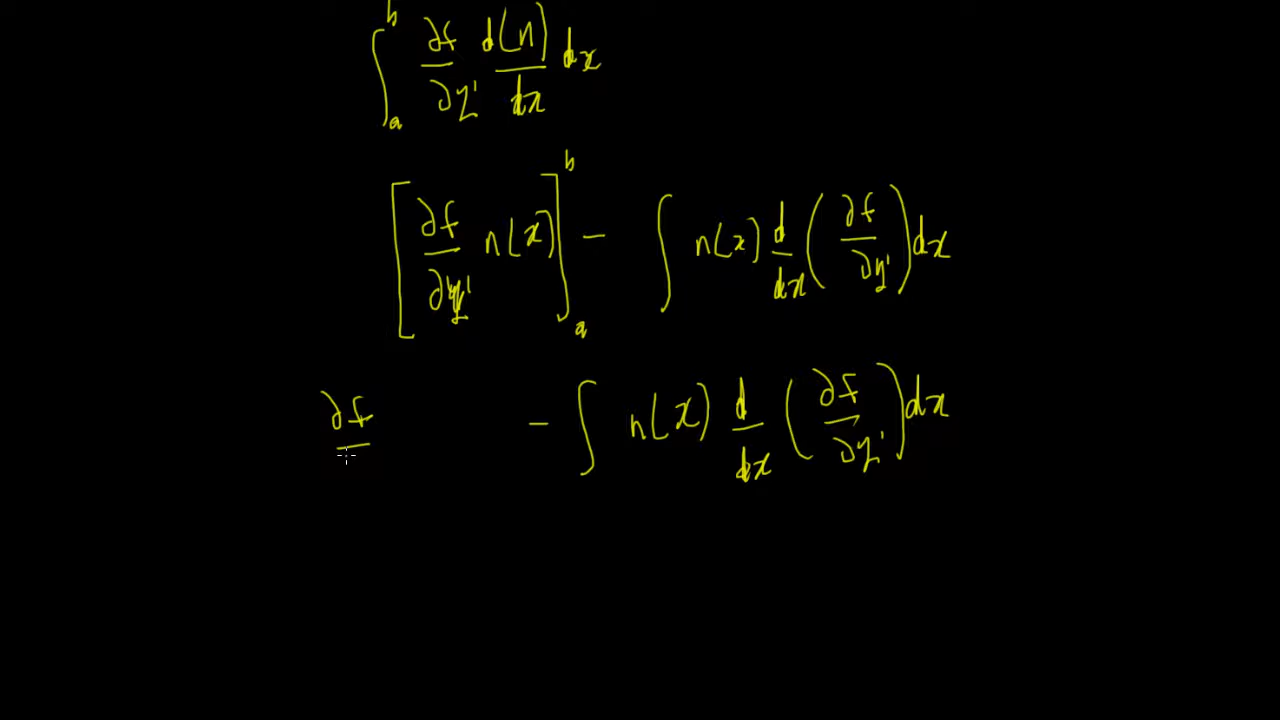 ∫_a^b ∂f/∂y' d(n)/dx dx
[∂f/∂y' n(x)]_a^b - ∫ n(x) d/dx (∂f/∂y') dx
∂f - ∫ n(x) d/dx (∂f/∂y') dx